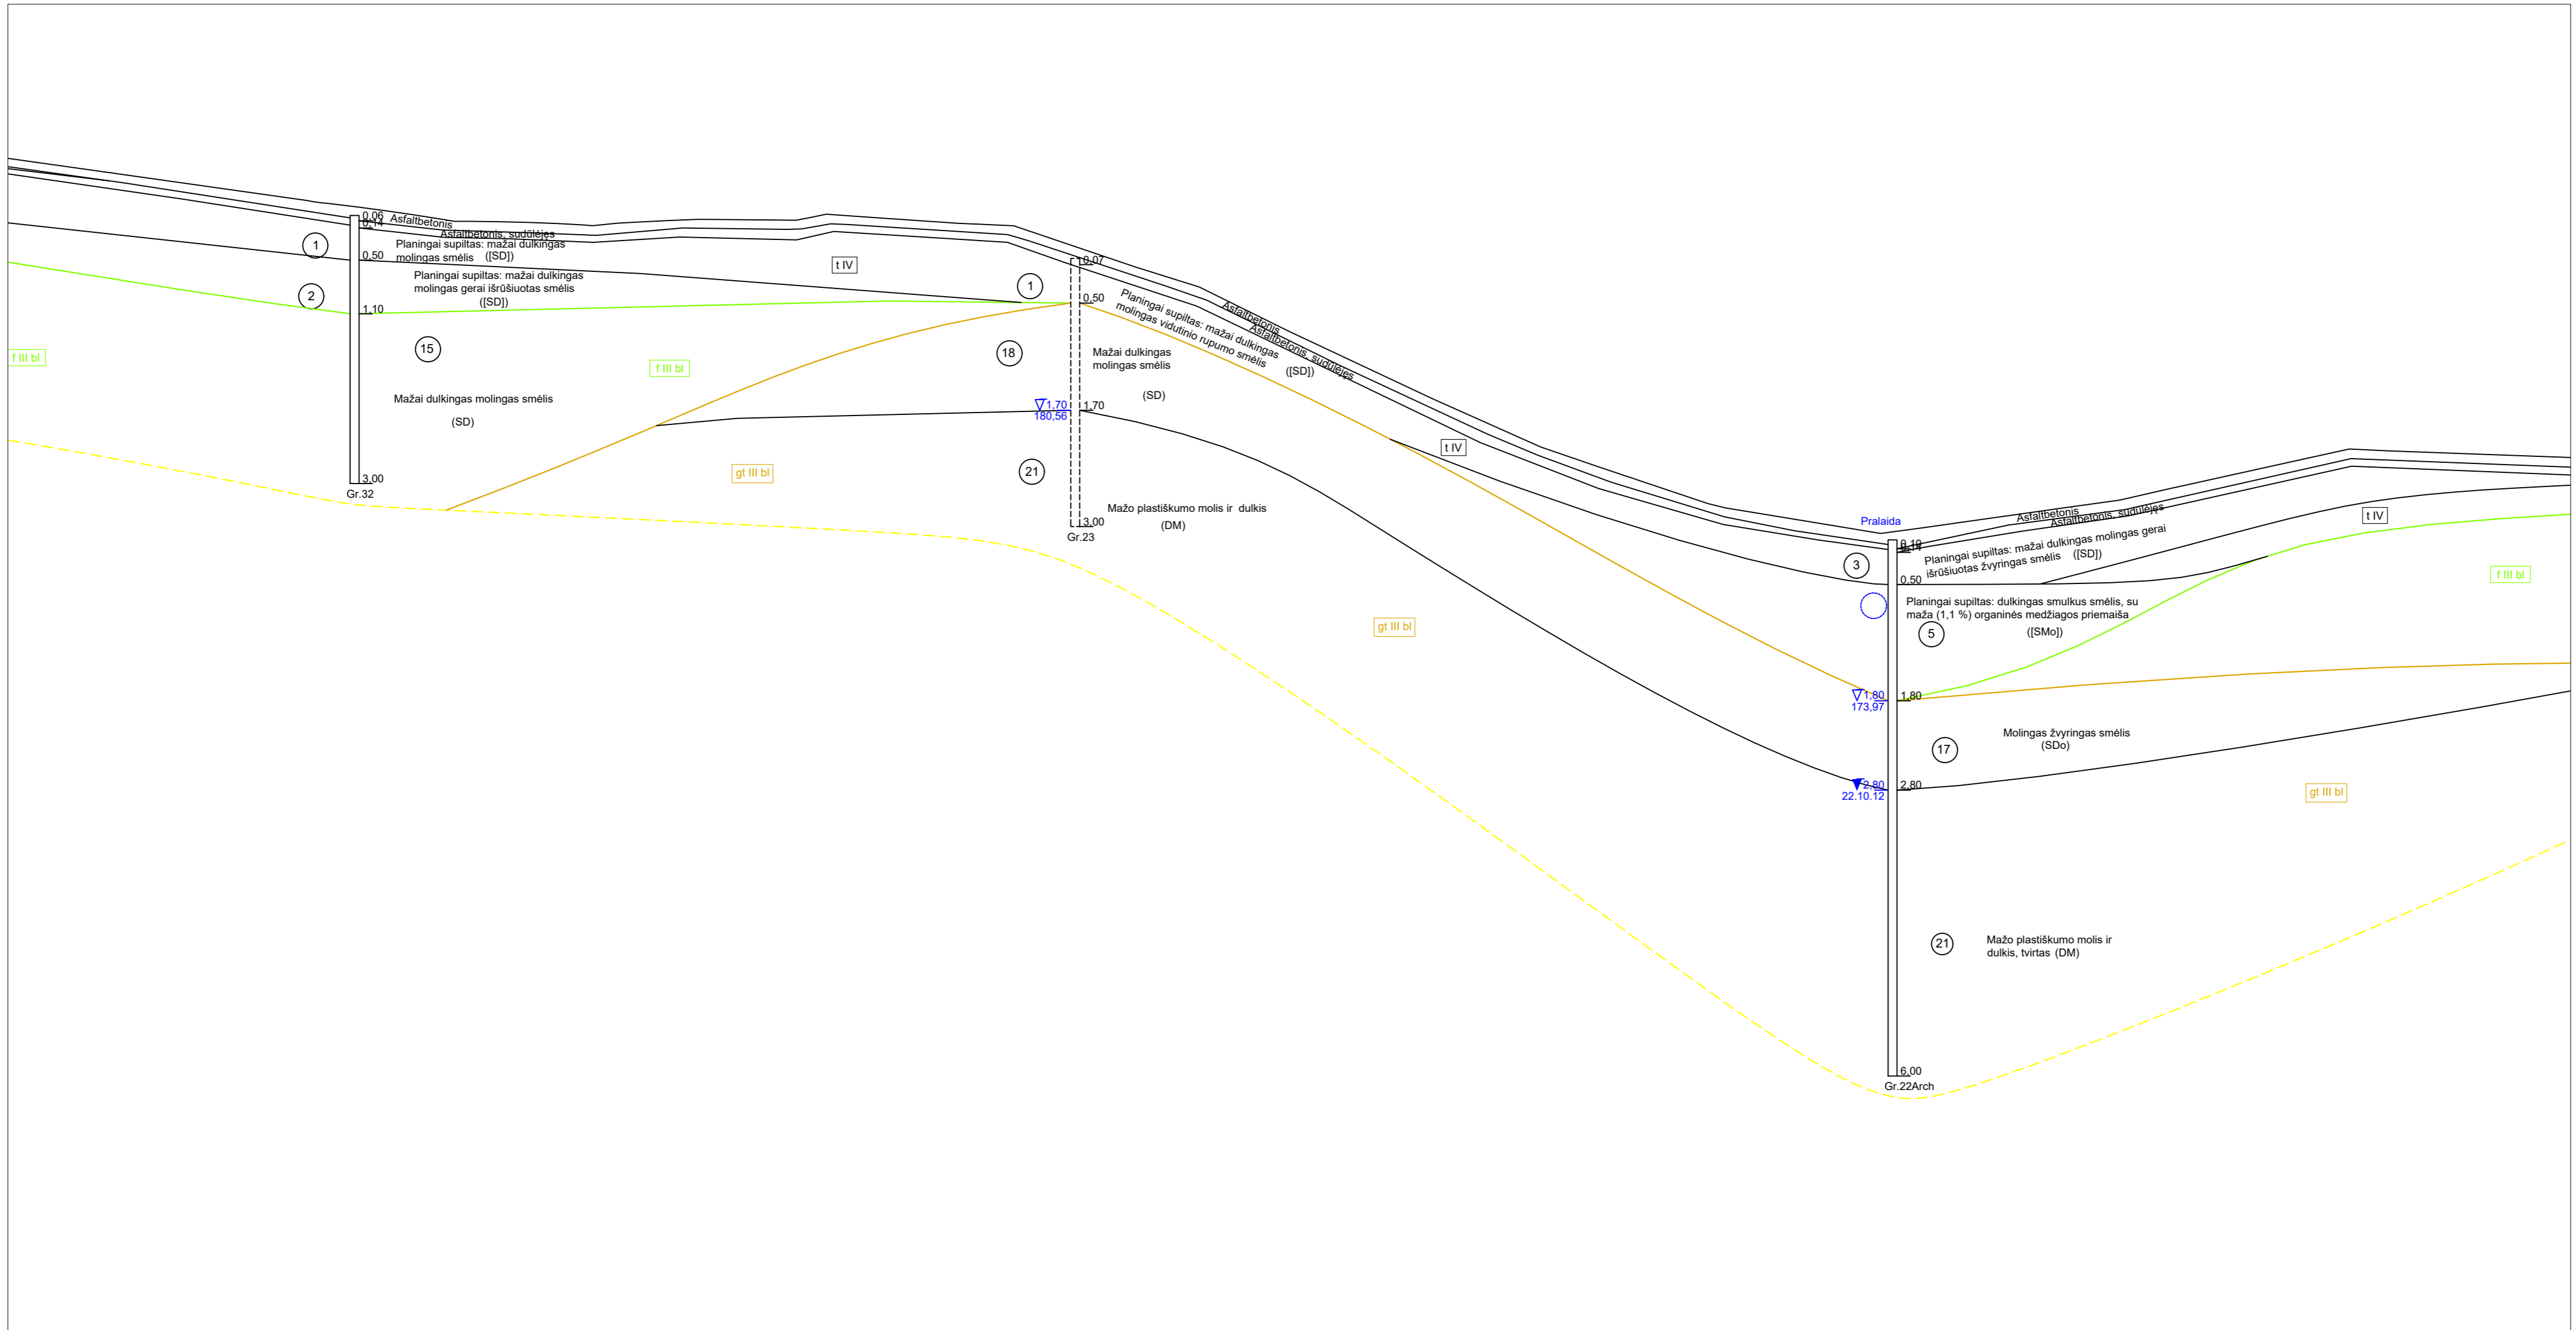 0,06
Asfaltbetonis
0,14
Asfaltbetonis, sudūlėjęs
1
Planingai supiltas: mažai dulkingas
molingas smėlis ([SD])
0,50
Planingai supiltas: mažai dulkingas
molingas gerai išrūšiuotas smėlis
([SD])
2
1,10
15
f III bl
Mažai dulkingas molingas smėlis
(SD)
3,00
Gr.32
t IV
f III bl
gt III bl
0,07
1
0,50
Planingai supiltas: mažai dulkingas
molingas vidutinio rupumo smėlis
([SD])
Asfaltbetonis
Asfaltbetonis, sudūlėjęs
18
Mažai dulkingas
molingas smėlis
(SD)
1,70
180,56
1,70
21
Mažo plastiškumo molis ir dulkis
(DM)
3,00
Gr.23
t IV
gt III bl
Pralaida
0,10
0,14
Asfaltbetonis
Asfaltbetonis, sudūlėjęs
3
Planingai supiltas: mažai dulkingas molingas gerai
išrūšiuotas žvyringas smėlis ([SD])
0,50
t IV
f III bl
Planingai supiltas: dulkingas smulkus smėlis, su
maža (1,1 %) organinės medžiagos priemaiša
([SMo])
5
1,80
173,97
1,80
Molingas žvyringas smėlis
(SDo)
17
2,80
22.10.12
2,80
gt III bl
21
Mažo plastiškumo molis ir
dulkis, tvirtas (DM)
6,00
Gr.22Arch